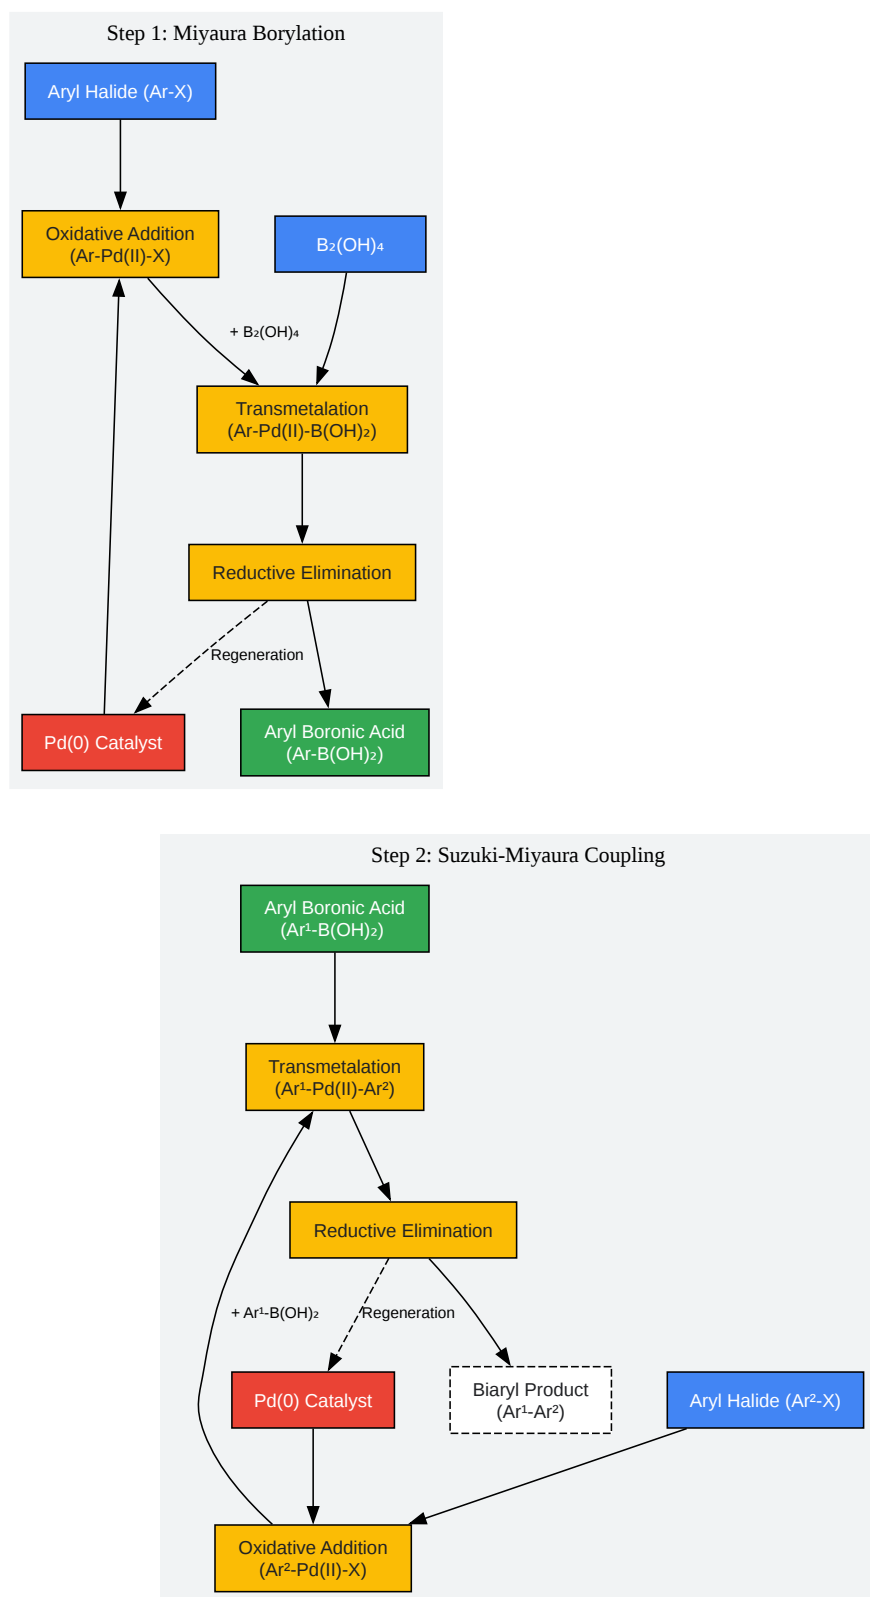 Step 1: Miyaura Borylation
Aryl Halide (Ar-X)
Oxidative Addition
(Ar-Pd(II)-X)
B₂(OH)₄
+ B₂(OH)₄
Transmetalation
(Ar-Pd(II)-B(OH)₂)
Reductive Elimination
Regeneration
Pd(0) Catalyst
Aryl Boronic Acid
(Ar-B(OH)₂)
Step 2: Suzuki-Miyaura Coupling
Aryl Boronic Acid
(Ar¹-B(OH)₂)
Transmetalation
(Ar¹-Pd(II)-Ar²)
Reductive Elimination
+ Ar¹-B(OH)₂
Regeneration
Pd(0) Catalyst
Biaryl Product
(Ar¹-Ar²)
Aryl Halide (Ar²-X)
Oxidative Addition
(Ar²-Pd(II)-X)